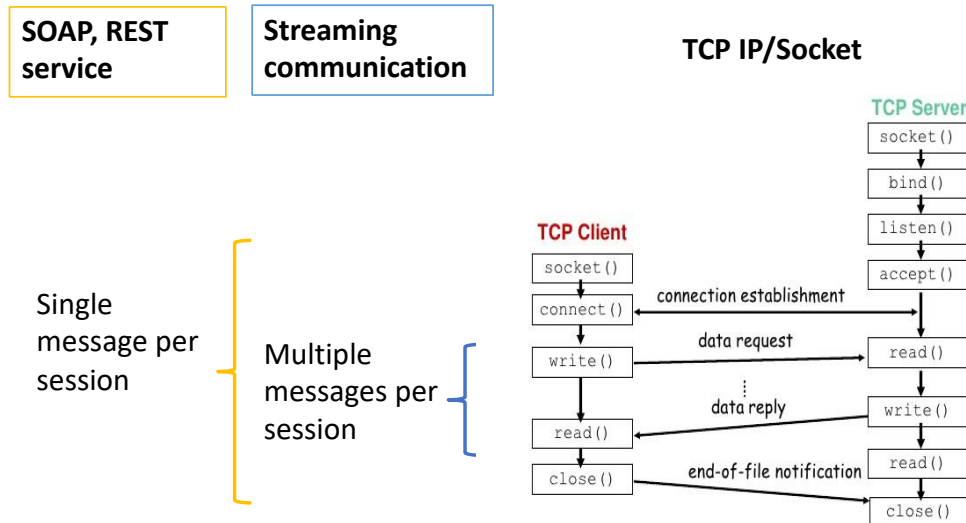 SOAP, REST
service
Streaming
communication
TCP IP/Socket
TCP Server
socket()
bind()
listen()
accept()
TCP Client
socket()
connect()
connection establishment
Single
message per
session
Multiple
messages per
session
write()
data request
read()
data reply
write()
read()
read()
close()
end-of-file notification
close()